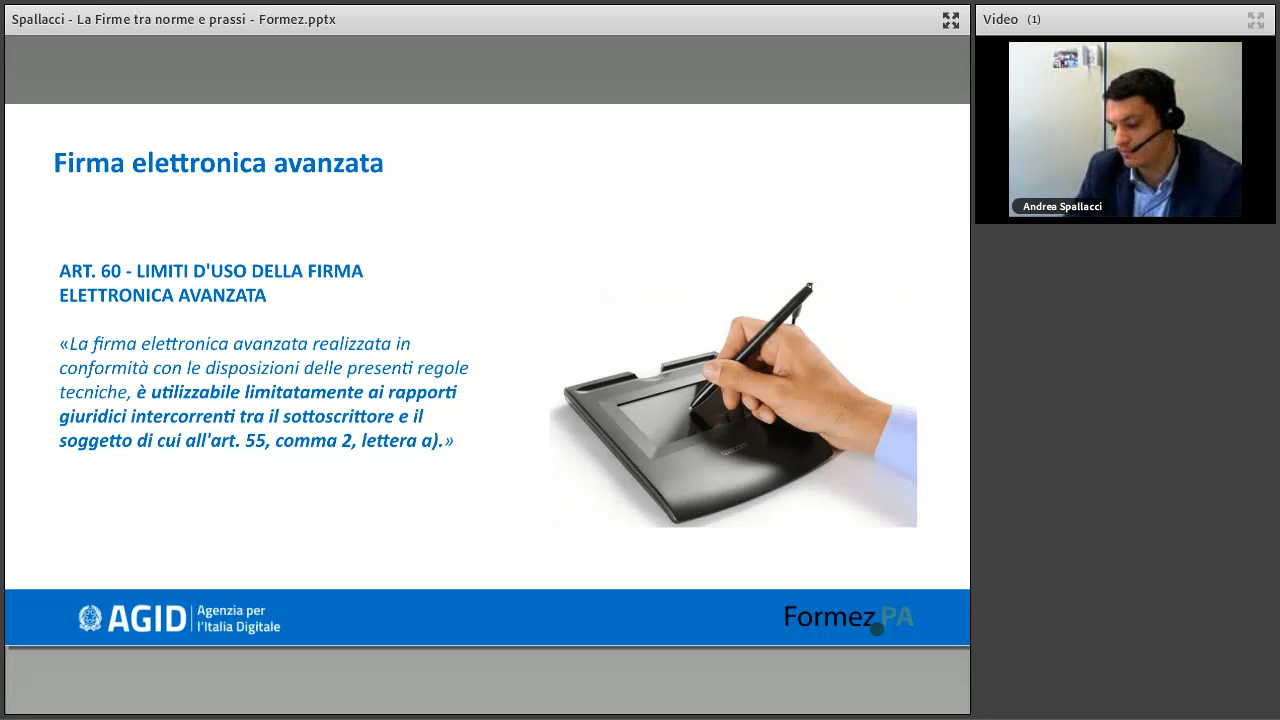 Spallacci - La Firme tra norme e prassi - Formez.pptx
Video (1)
Andrea Spallacci
Firma elettronica avanzata
ART. 60 - LIMITI D'USO DELLA FIRMA
ELETTRONICA AVANZATA
«La firma elettronica avanzata realizzata in
conformità con le disposizioni delle presenti regole
tecniche, è utilizzabile limitatamente ai rapporti
giuridici intercorrenti tra il sottoscrittore e il
soggetto di cui all'art. 55, comma 2, lettera a).»
wacom
AGID
Agenzia per
l'Italia Digitale
Formez PA